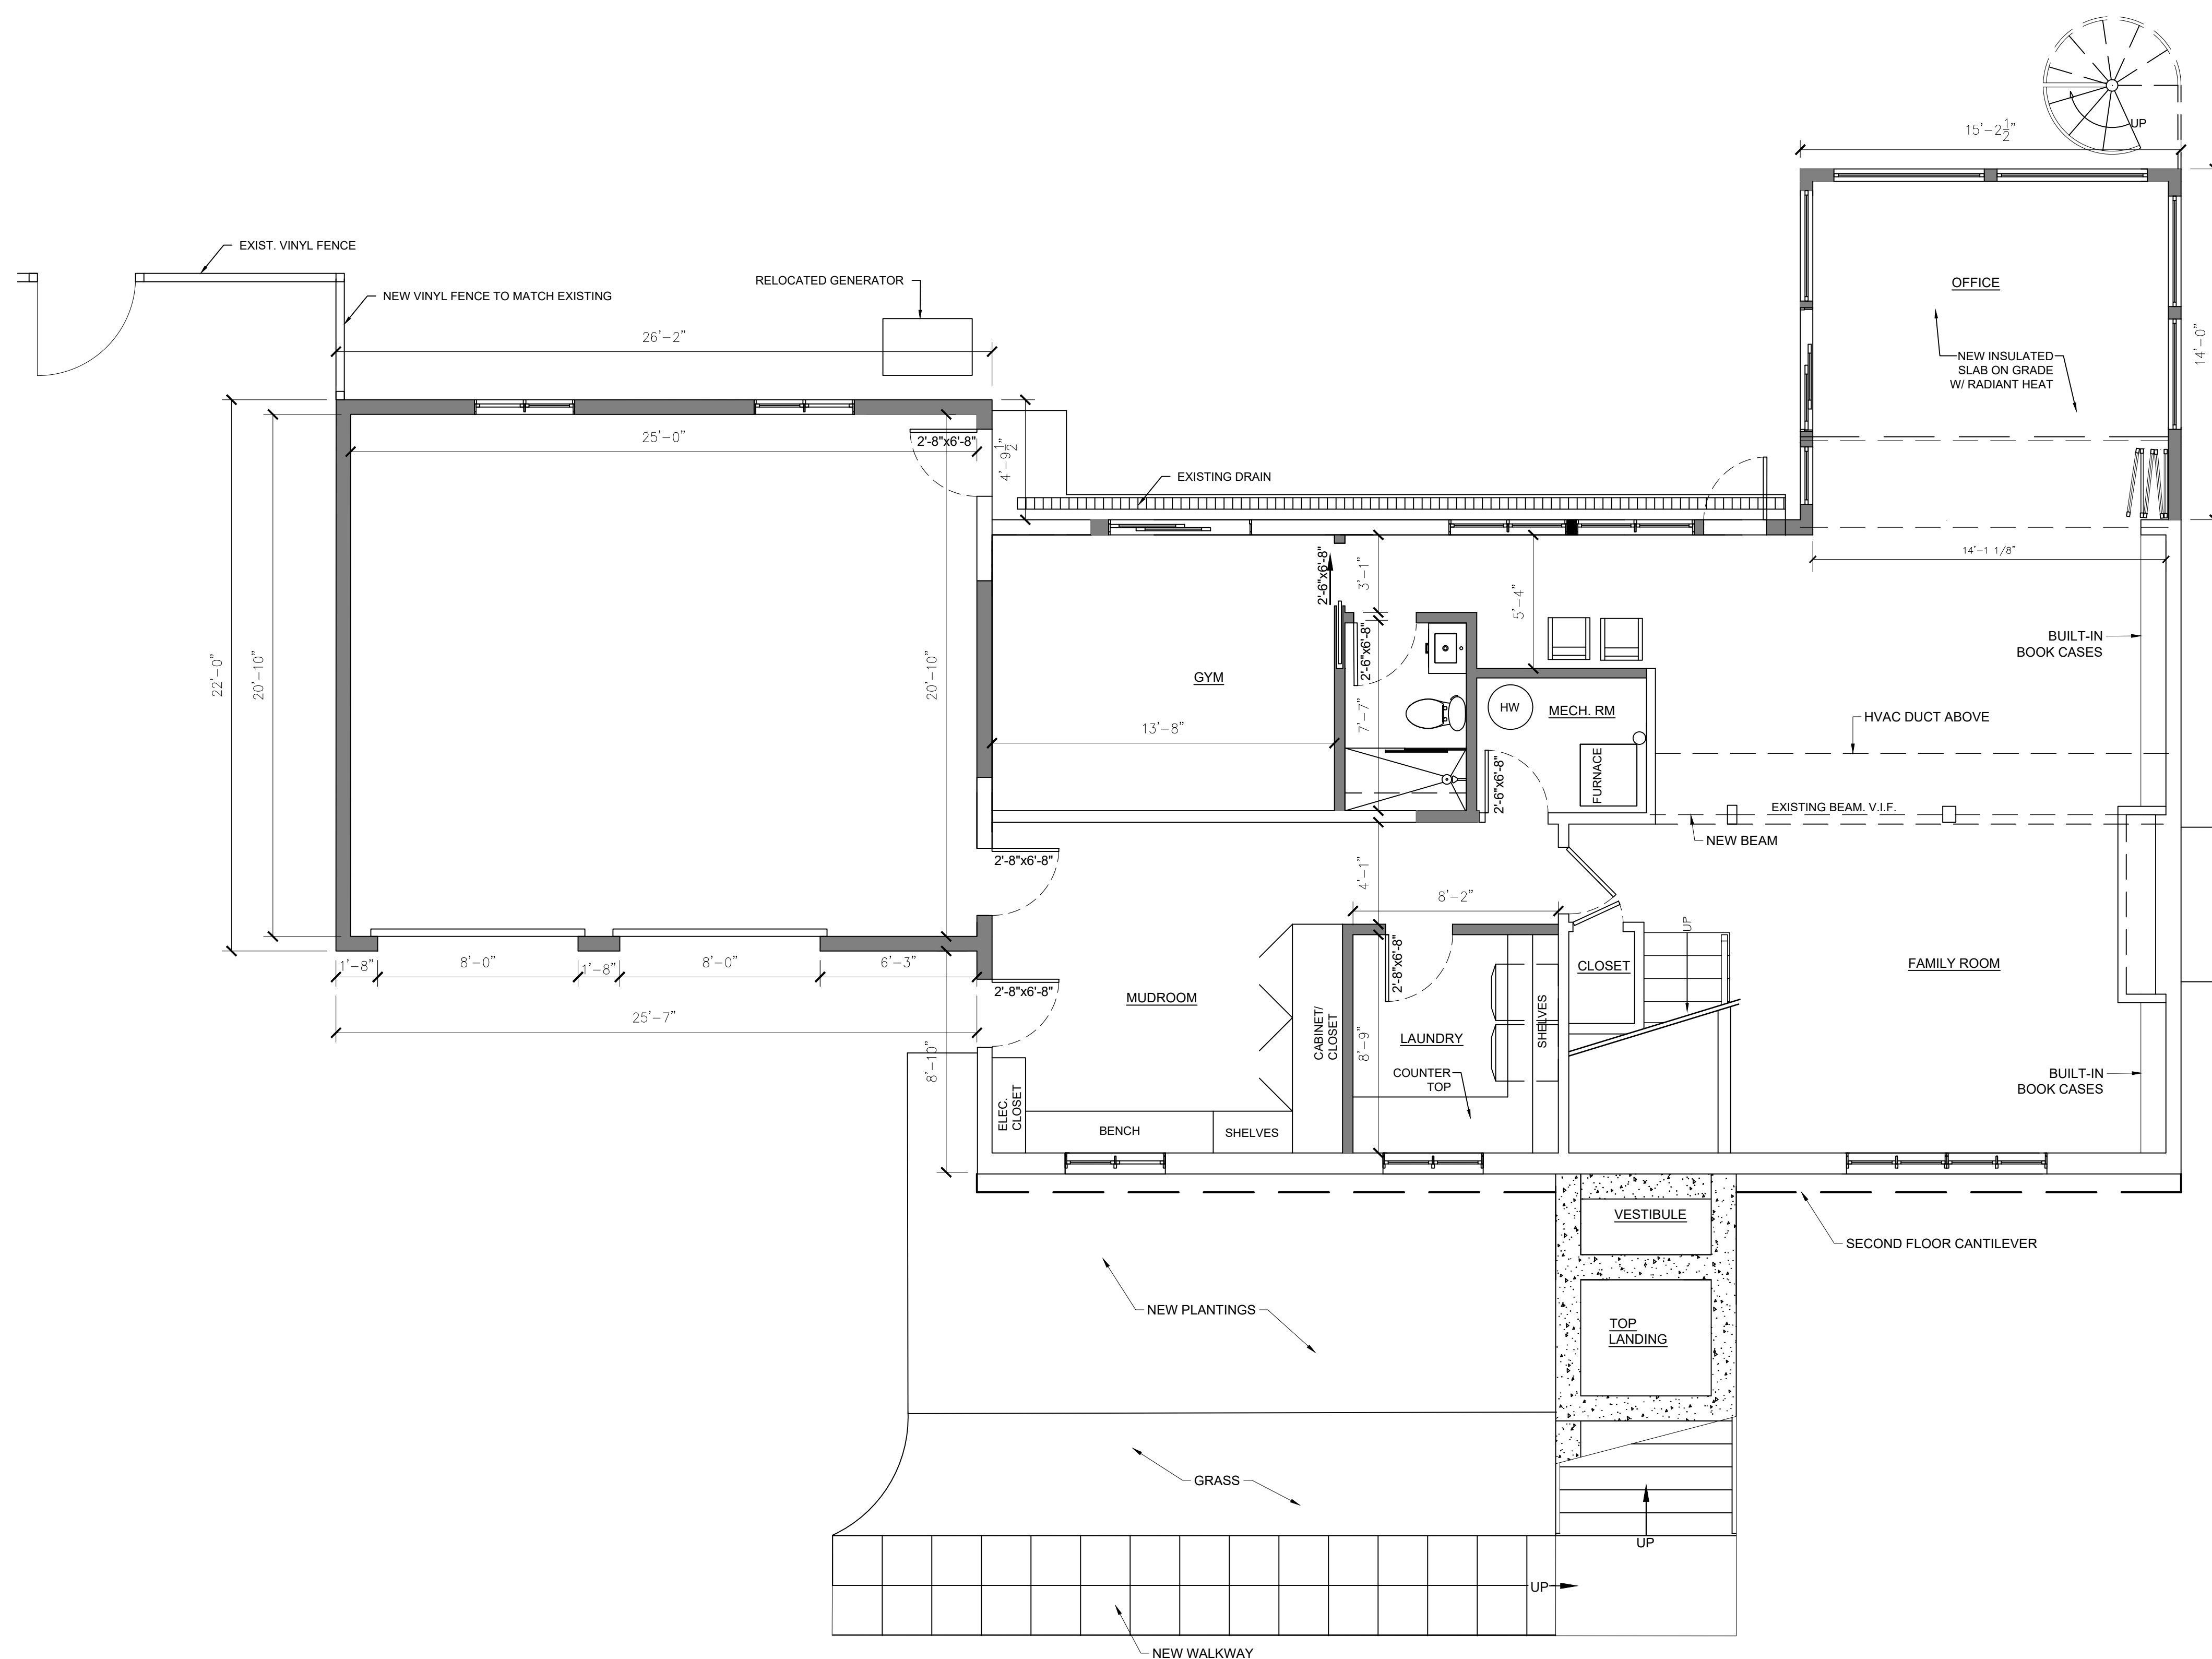 UP
15'-2 1/2"
EXIST. VINYL FENCE
NEW VINYL FENCE TO MATCH EXISTING
RELOCATED GENERATOR
OFFICE
26'-2"
14'-0"
NEW INSULATED
SLAB ON GRADE
W/ RADIANT HEAT
25'-0"
2'-8"x6'-8"
4'-9 1/2"
EXISTING DRAIN
14'-1 1/8"
2'-6"x6'-8"
3'-1"
5'-4"
22'-0"
20'-10"
20'-10"
GYM
2'-6"x6'-8"
BUILT-IN
BOOK CASES
HW
MECH. RM
HVAC DUCT ABOVE
13'-8"
7'-7"
FURNACE
2'-6"x6'-8"
EXISTING BEAM. V.I.F.
NEW BEAM
2'-8"x6'-8"
4'-1"
8'-2"
UP
1'-8"
8'-0"
1'-8"
8'-0"
6'-3"
2'-8"x6'-8"
2'-8"x6'-8"
CLOSET
FAMILY ROOM
MUDROOM
25'-7"
CABINET/
CLOSET
LAUNDRY
SHELVES
8'-9"
8'-10"
COUNTER
TOP
BUILT-IN
BOOK CASES
ELEC.
CLOSET
BENCH
SHELVES
VESTIBULE
SECOND FLOOR CANTILEVER
NEW PLANTINGS
TOP
LANDING
GRASS
UP
UP
NEW WALKWAY